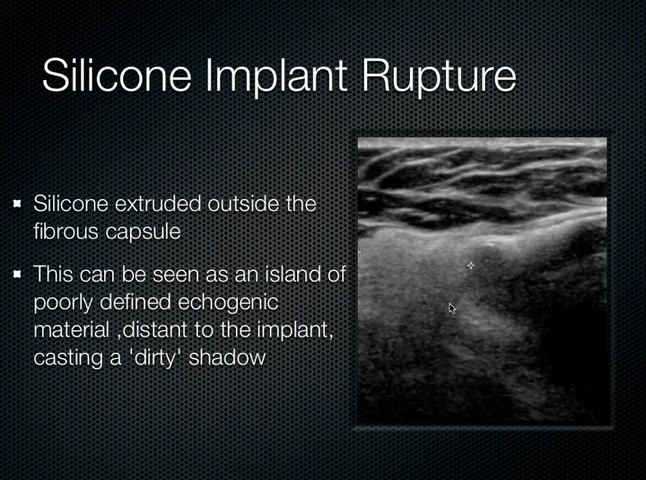 Silicone Implant Rupture
Silicone extruded outside the
fibrous capsule
This can be seen as an island of
poorly defined echogenic
material ,distant to the implant,
casting a 'dirty' shadow